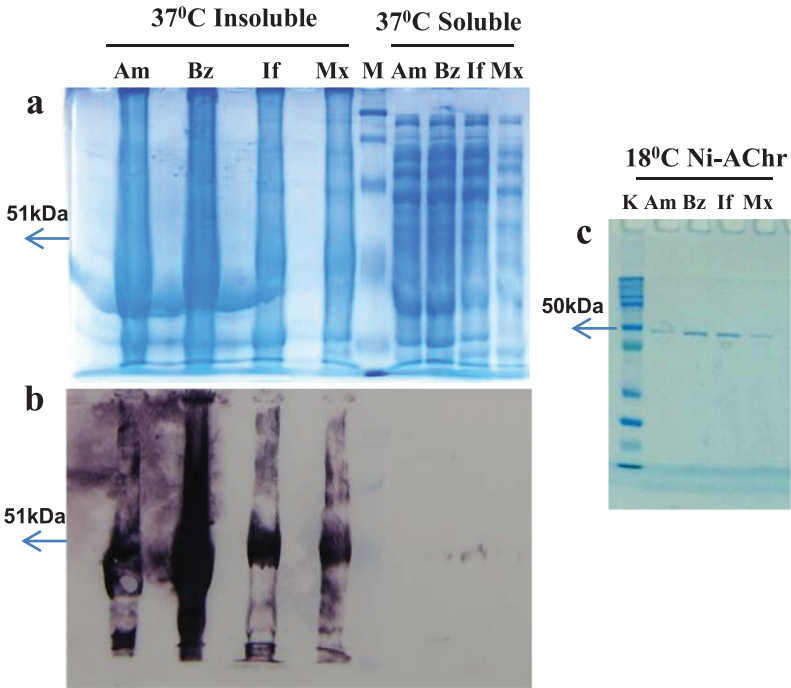 37⁰C Insoluble
37⁰C Soluble
Am Bz If Mx M Am Bz If Mx
a
51kDa
18⁰C Ni-AChr
K Am Bz If Mx
c
50kDa
b
51kDa